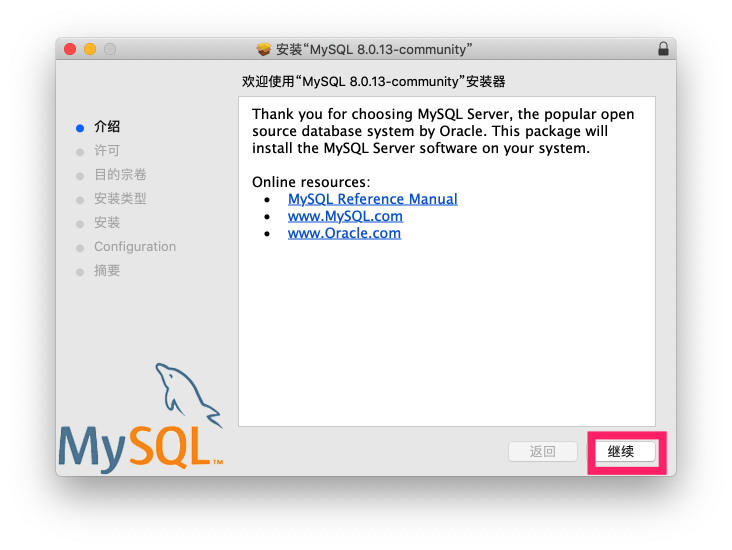 安装“MySQL 8.0.13-community”
欢迎使用“MySQL 8.0.13-community”安装器
介绍
许可
目的宗卷
安装类型
安装
Configuration
摘要
Thank you for choosing MySQL Server, the popular open
source database system by Oracle. This package will
install the MySQL Server software on your system.
Online resources:
• MySQL Reference Manual
• www.MySQL.com
• www.Oracle.com
MySQL™
返回
继续